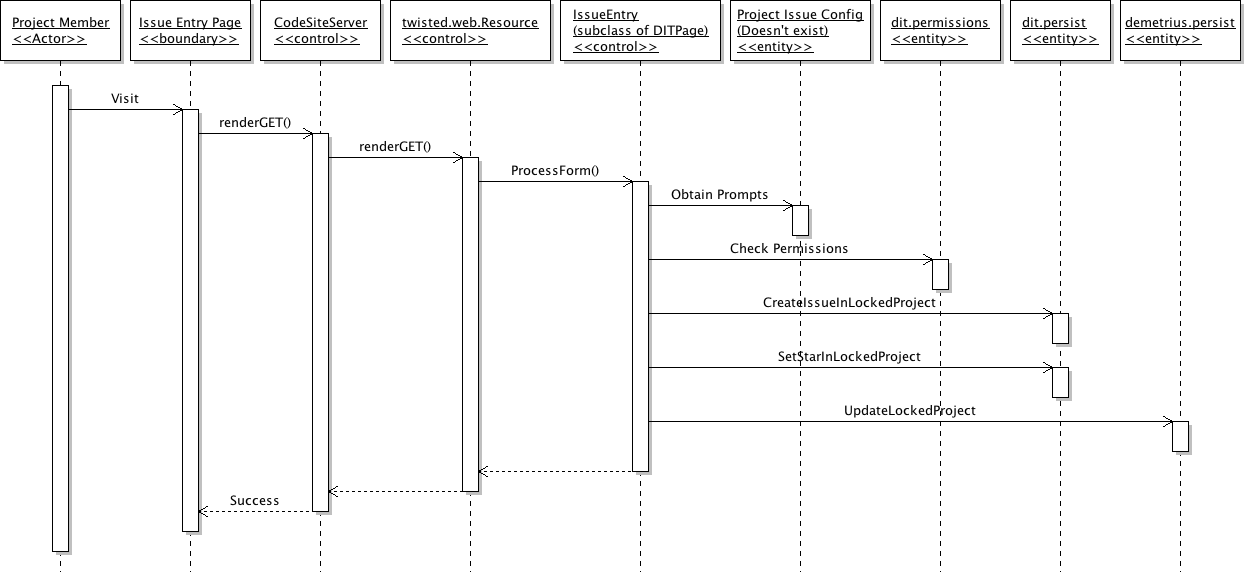 Project Member
<<Actor>>
Issue Entry Page
<<boundary>>
CodeSiteServer
<<control>>
twisted.web.Resource
<<control>>
IssueEntry
(subclass of DITPage)
<<control>>
Project Issue Config
(Doesn't exist)
<<entity>>
dit.permissions
<<entity>>
dit.persist
<<entity>>
demetrius.persist
<<entity>>
Visit
renderGET()
renderGET()
ProcessForm()
Obtain Prompts
Check Permissions
CreateIssueInLockedProject
SetStarInLockedProject
UpdateLockedProject
Success